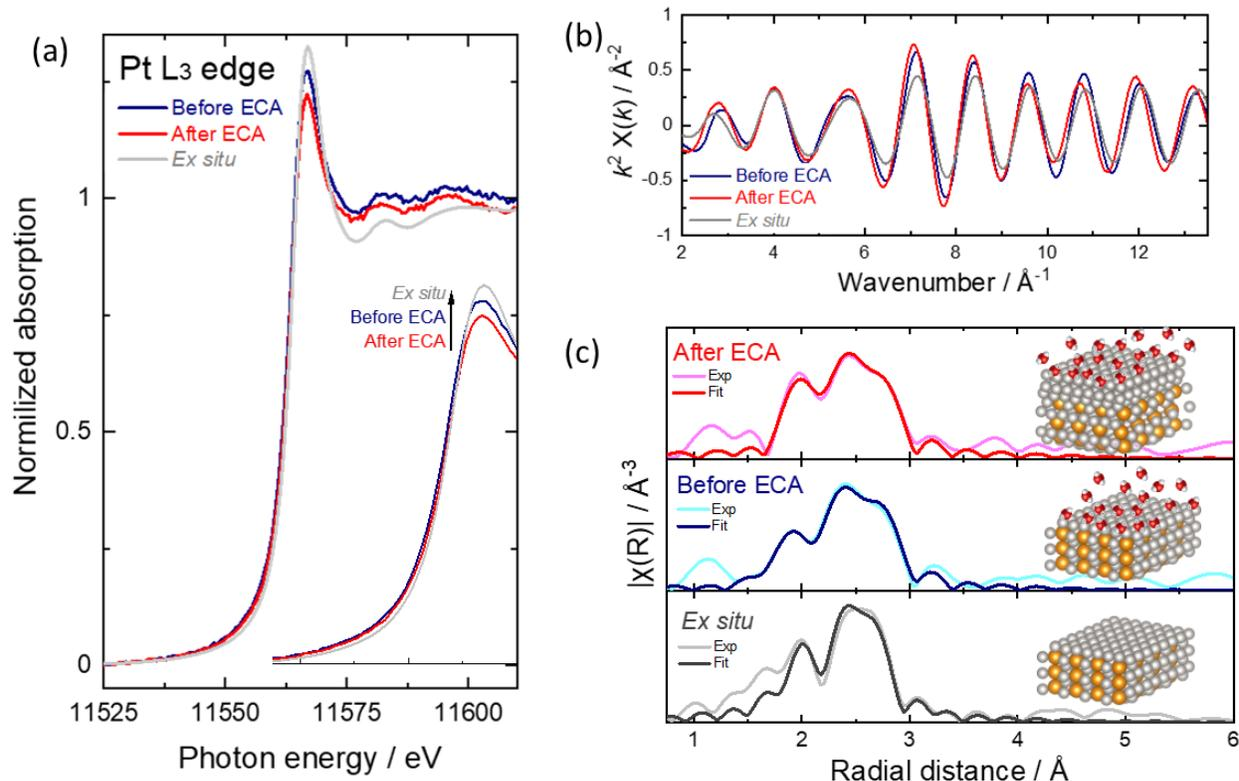 (a)
Pt L3 edge
Before ECA
After ECA
Ex situ
1
0.5
0
Ex situ
Before ECA
After ECA
11525
11550
11575
11600
Normilized absorption
Photon energy / eV
(b)
1
0.5
0
-0.5
-1
Before ECA
After ECA
Ex situ
2
4
6
8
10
12
k2 X(k) / Å-2
Wavenumber / Å-1
(c)
After ECA
Exp
Fit
Before ECA
Exp
Fit
Ex situ
Exp
Fit
1
2
3
4
5
6
|χ(R)| / Å-3
Radial distance / Å